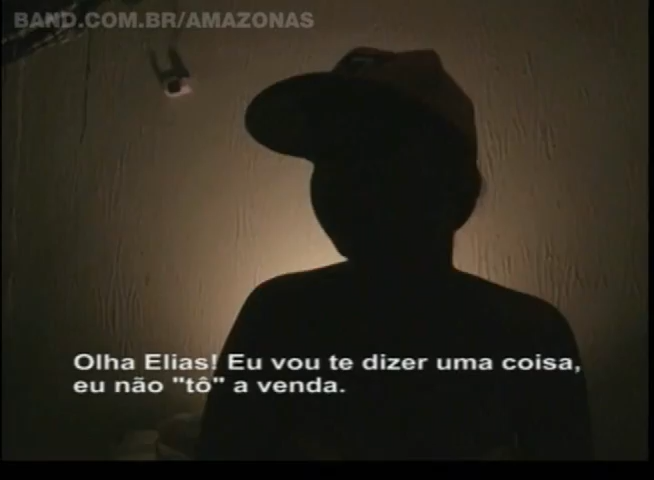 BAND.COM.BR/AMAZONAS
Olha Elias! Eu vou te dizer uma coisa,
eu não "tô" a venda.